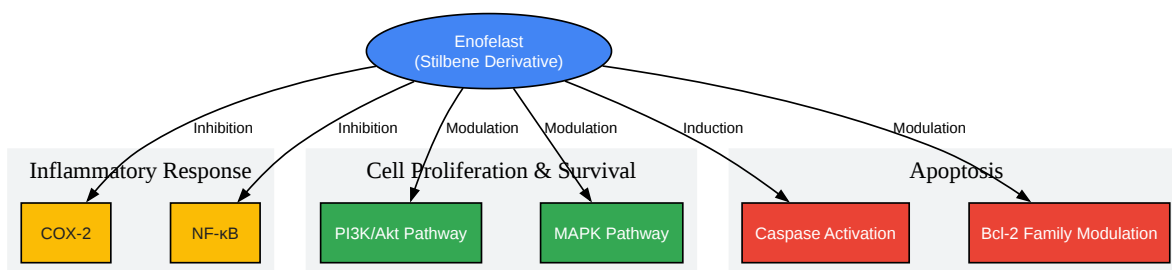 Enofelast
(Stilbene Derivative)
Inhibition
Inhibition
Modulation
Modulation
Induction
Modulation
Inflammatory Response
Cell Proliferation & Survival
Apoptosis
COX-2
NF-κB
PI3K/Akt Pathway
MAPK Pathway
Caspase Activation
Bcl-2 Family Modulation